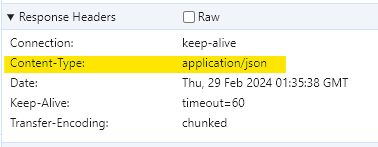 Response Headers Raw
Connection: keep-alive
Content-Type: application/json
Date: Thu, 29 Feb 2024 01:35:38 GMT
Keep-Alive: timeout=60
Transfer-Encoding: chunked